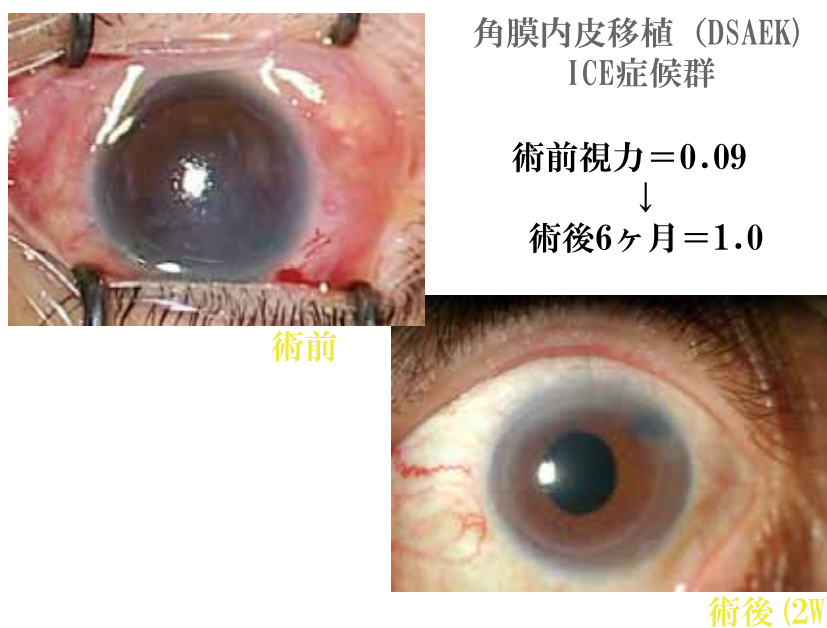 角膜内皮移植 (DSAEK)
ICE症候群
術前視力＝0.09
↓
術後6ヶ月＝1.0
術前
術後(2W